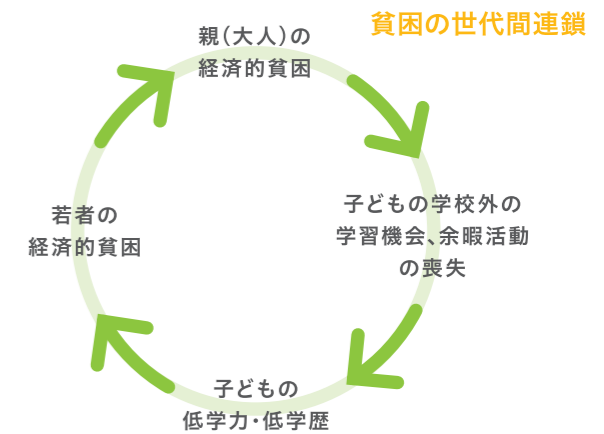 貧困の世代間連鎖
親(大人)の
経済的貧困
子どもの学校外の
学習機会、余暇活動
の喪失
子どもの
低学力・低学歴
若者の
経済的貧困